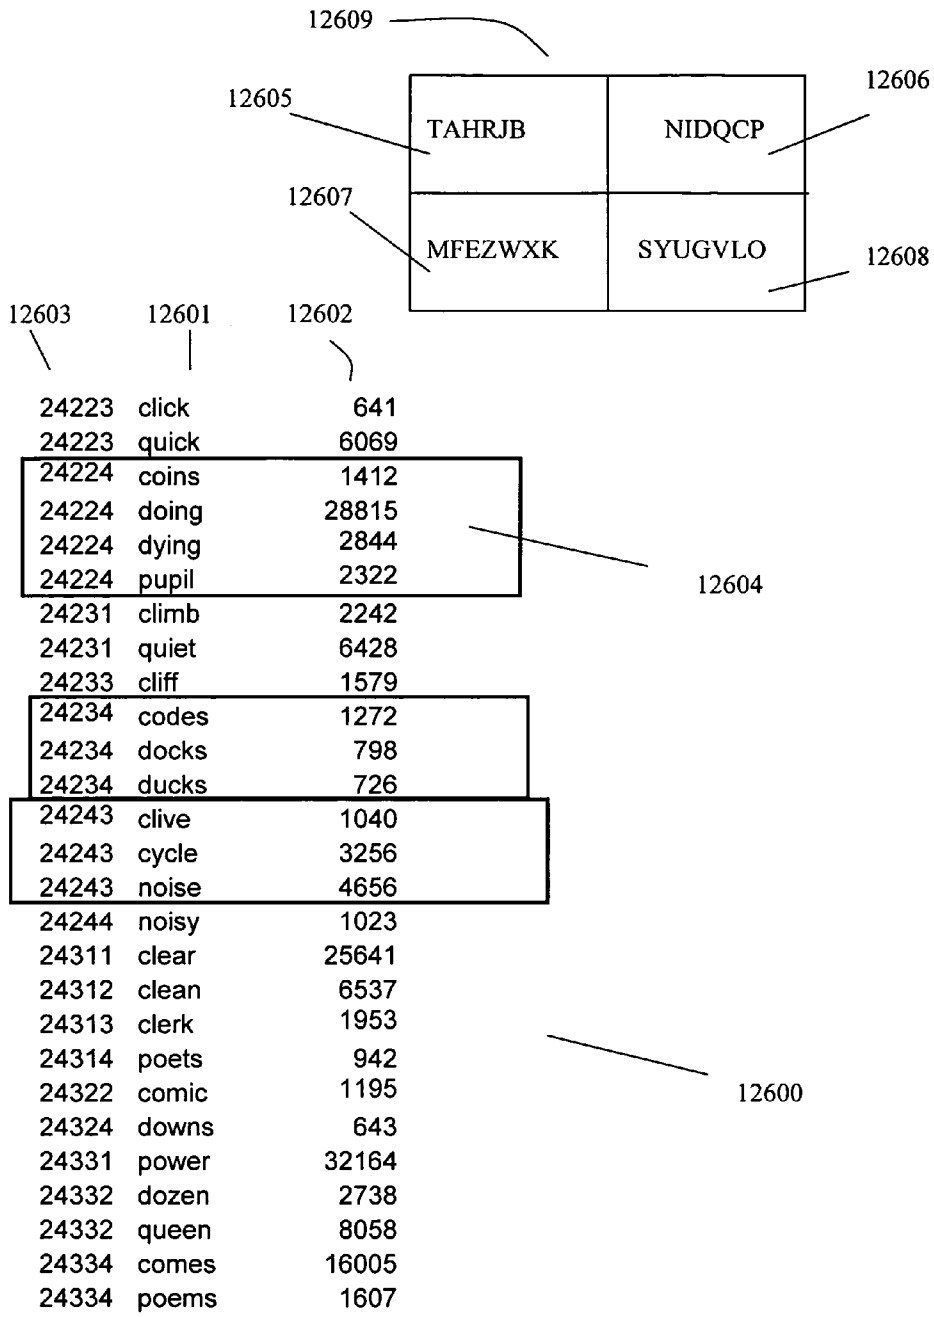 12609
12605
12606
TAHRJB NIDQCP
12607
MFEZWXK SYUGVLO
12608
12603 12601 12602
24223 click 641
24223 quick 6069
24224 coins 1412
24224 doing 28815
24224 dying 2844
24224 pupil 2322
12604
24231 climb 2242
24231 quiet 6428
24233 cliff 1579
24234 codes 1272
24234 docks 798
24234 ducks 726
24243 clive 1040
24243 cycle 3256
24243 noise 4656
24244 noisy 1023
24311 clear 25641
24312 clean 6537
24313 clerk 1953
24314 poets 942
24322 comic 1195
12600
24324 downs 643
24331 power 32164
24332 dozen 2738
24332 queen 8058
24334 comes 16005
24334 poems 1607